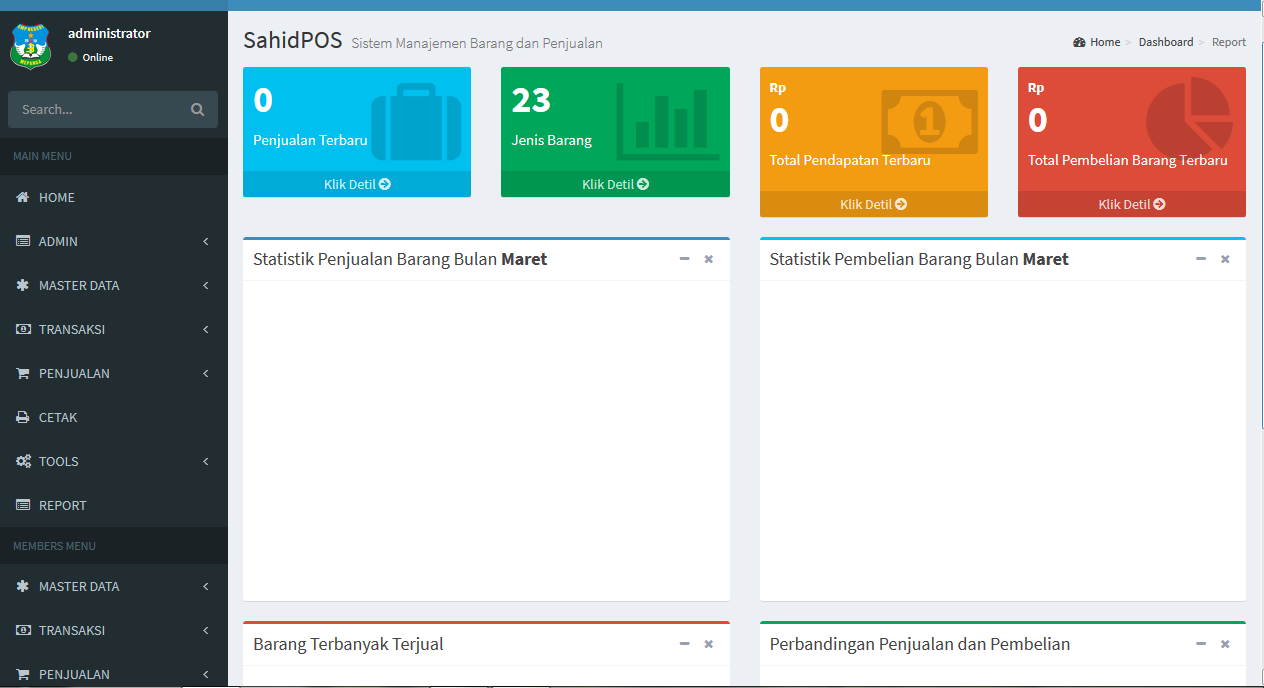 administrator
Online
Search...
MAIN MENU
HOME
ADMIN
MASTER DATA
TRANSAKSI
PENJUALAN
CETAK
TOOLS
REPORT
MEMBERS MENU
MASTER DATA
TRANSAKSI
PENJUALAN
SahidPOS Sistem Manajemen Barang dan Penjualan
Home > Dashboard > Report
0
Penjualan Terbaru
Klik Detil
23
Jenis Barang
Klik Detil
Rp
0
Total Pendapatan Terbaru
1
Klik Detil
Rp
0
Total Pembelian Barang Terbaru
Klik Detil
Statistik Penjualan Barang Bulan Maret
Statistik Pembelian Barang Bulan Maret
Barang Terbanyak Terjual
Perbandingan Penjualan dan Pembelian